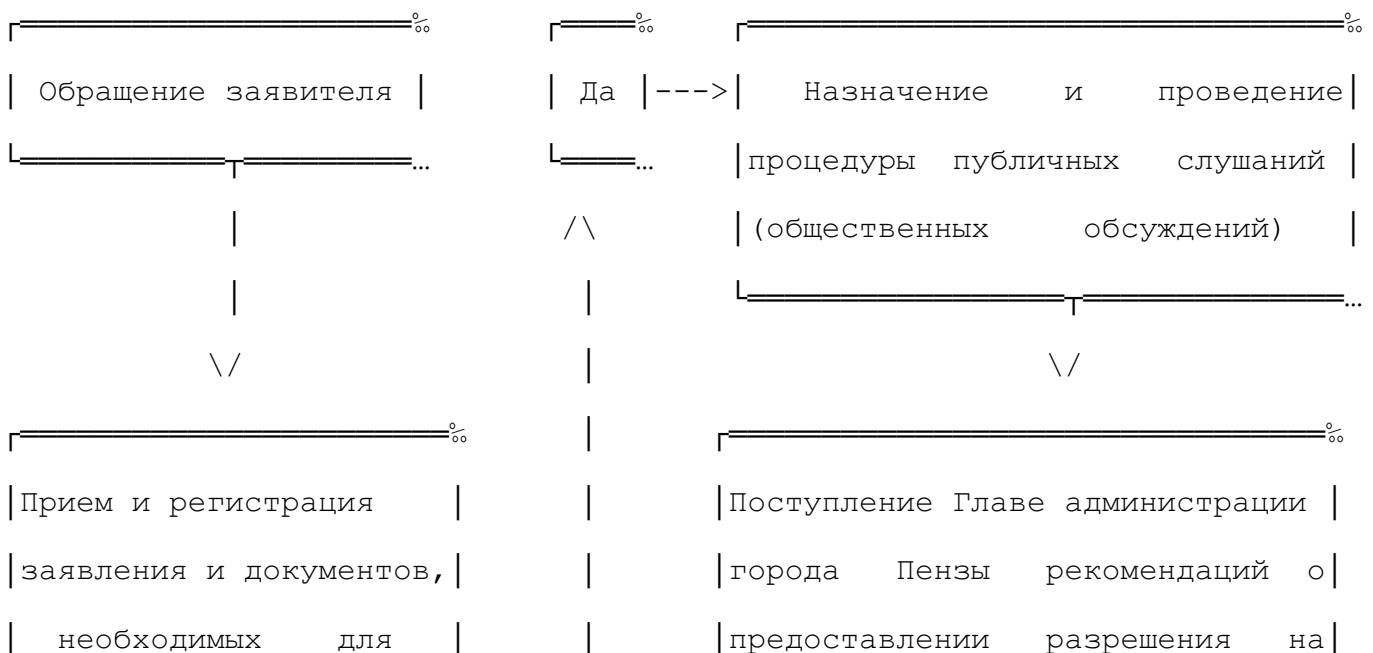 Обращение заявителя
Да
Назначение и проведение
процедуры публичных слушаний
(общественных обсуждений)
Прием и регистрация
заявления и документов,
необходимых для
Поступление Главе администрации
города Пензы рекомендаций о
предоставлении разрешения на